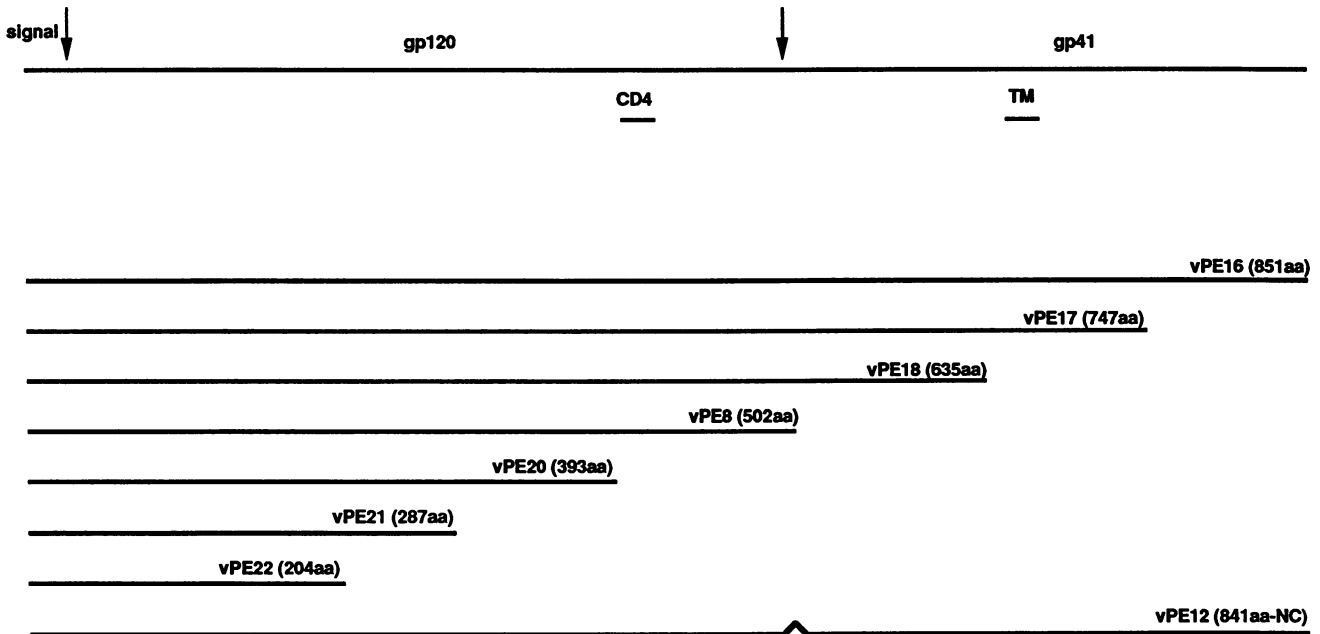 signal
gp120
gp41
CD4
TM
vPE16 (851aa)
vPE17 (747aa)
vPE18 (635aa)
vPE8 (502aa)
vPE20 (393aa)
vPE21 (287aa)
vPE22 (204aa)
vPE12 (841aa-NC)